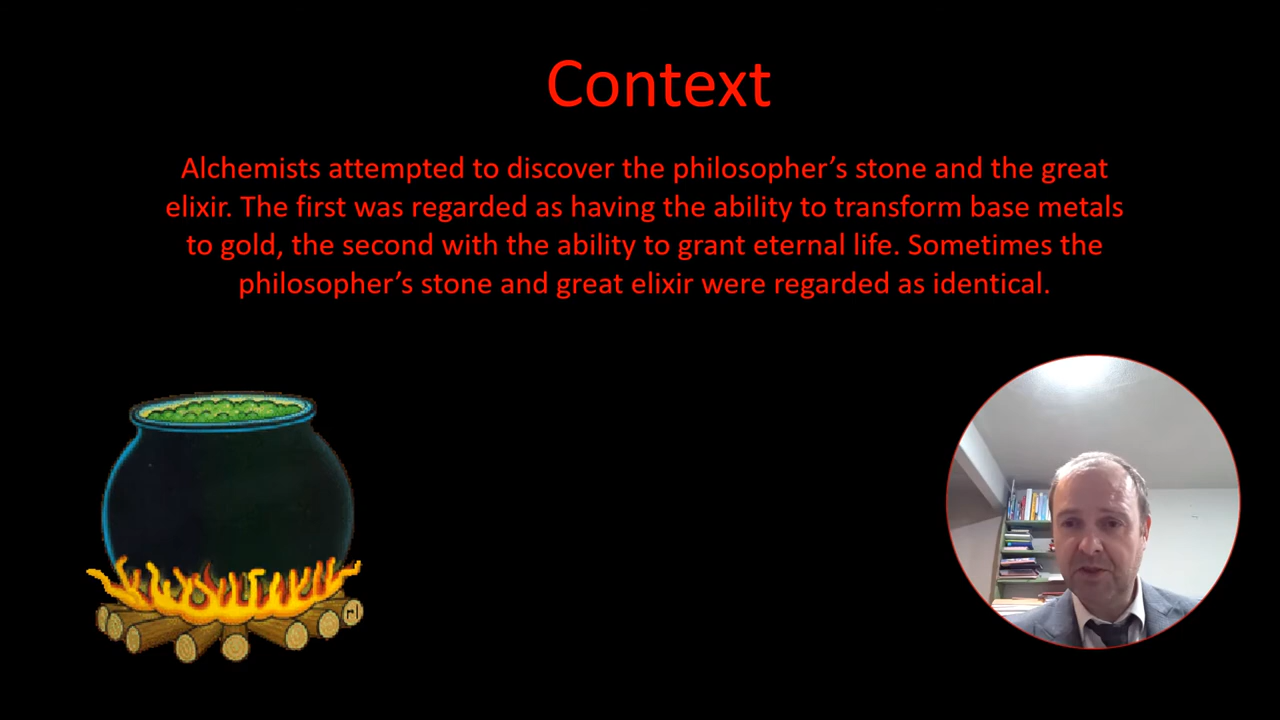 Context
Alchemists attempted to discover the philosopher’s stone and the great
elixir. The first was regarded as having the ability to transform base metals
to gold, the second with the ability to grant eternal life. Sometimes the
philosopher’s stone and great elixir were regarded as identical.